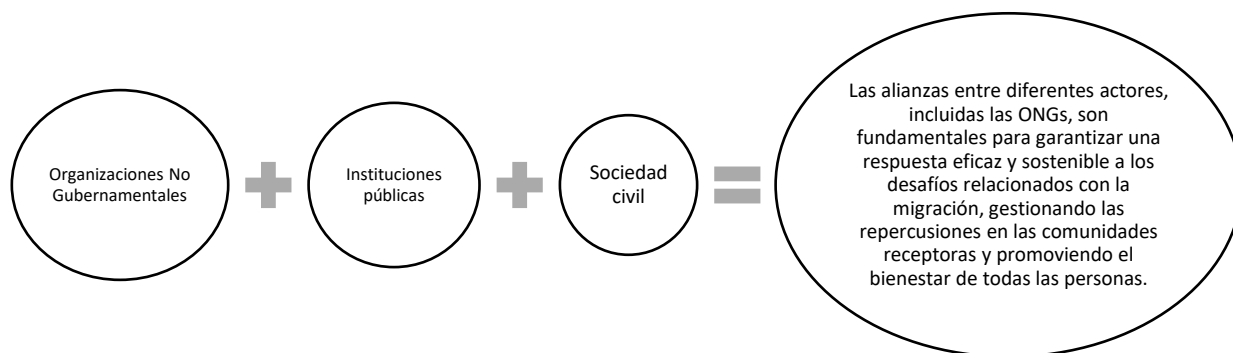 Organizaciones No
Gubernamentales
Instituciones
públicas
Sociedad
civil
Las alianzas entre diferentes actores,
incluidas las ONGs, son
fundamentales para garantizar una
respuesta eficaz y sostenible a los
desafíos relacionados con la
migración, gestionando las
repercusiones en las comunidades
receptoras y promoviendo el
bienestar de todas las personas.